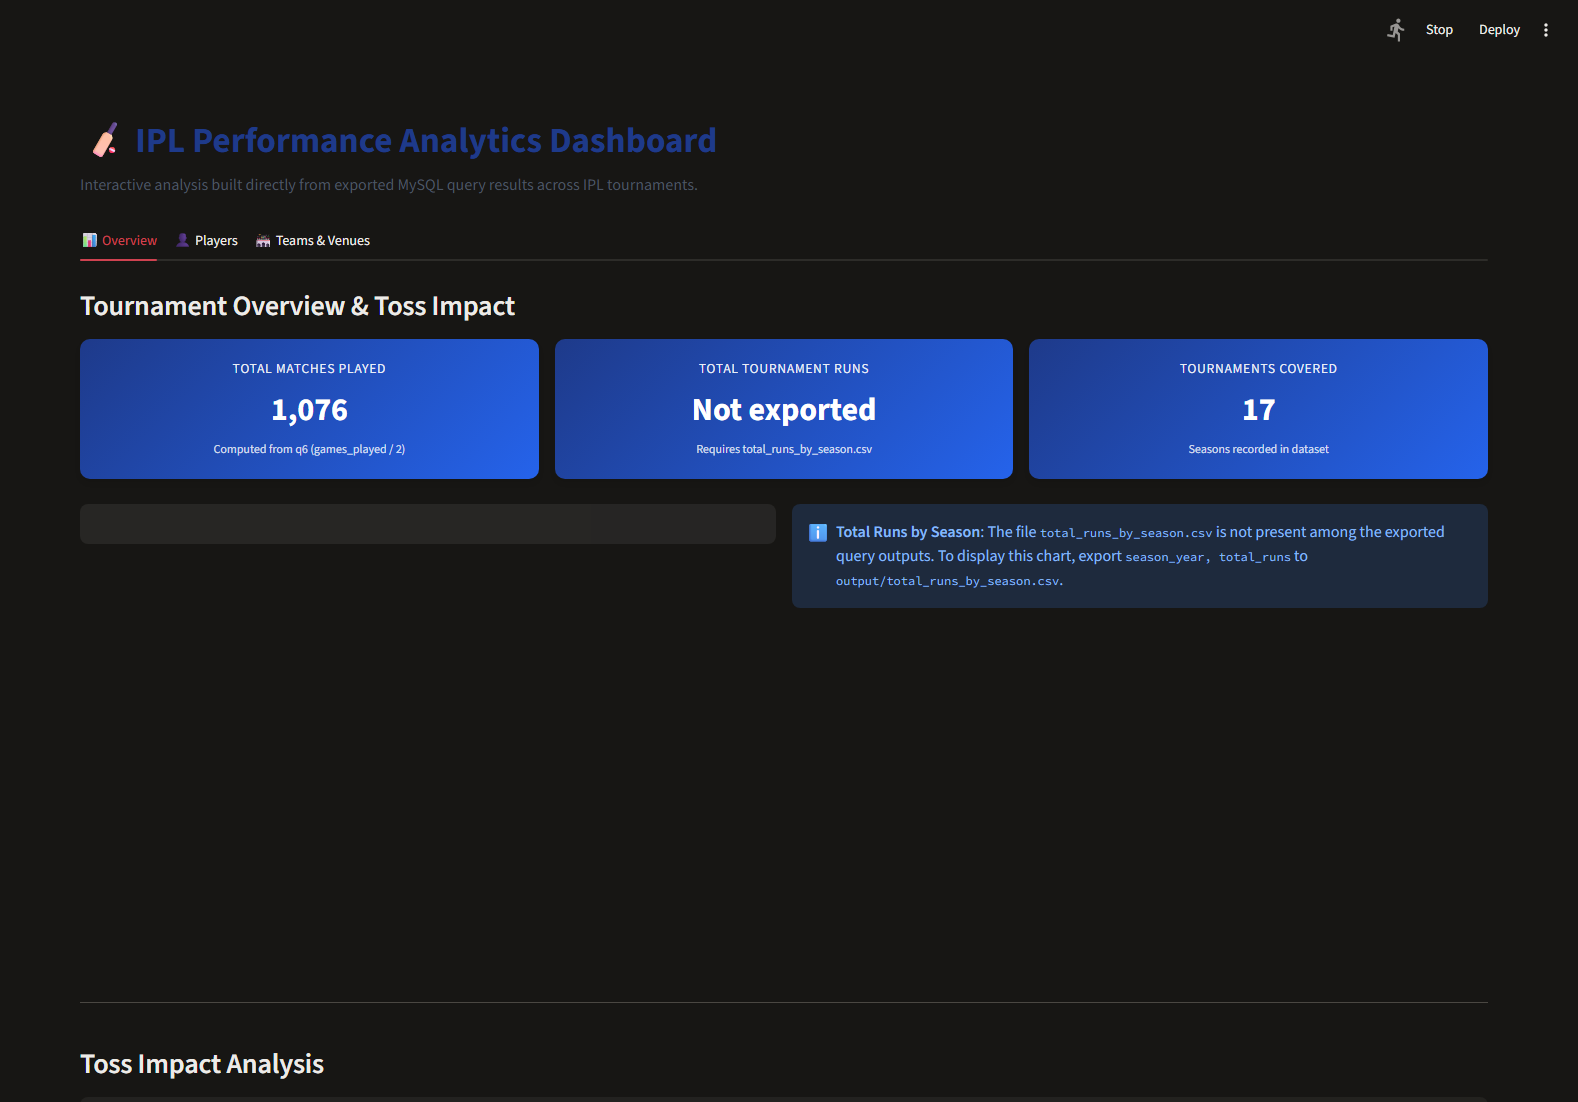 Stop Deploy
IPL Performance Analytics Dashboard
Interactive analysis built directly from exported MySQL query results across IPL tournaments.
Overview Players Teams & Venues
Tournament Overview & Toss Impact
TOTAL MATCHES PLAYED
1,076
Computed from q6 (games_played / 2)
TOTAL TOURNAMENT RUNS
Not exported
Requires total_runs_by_season.csv
TOURNAMENTS COVERED
17
Seasons recorded in dataset
Total Runs by Season: The file total_runs_by_season.csv is not present among the exported
query outputs. To display this chart, export season_year, total_runs to
output/total_runs_by_season.csv.
Toss Impact Analysis